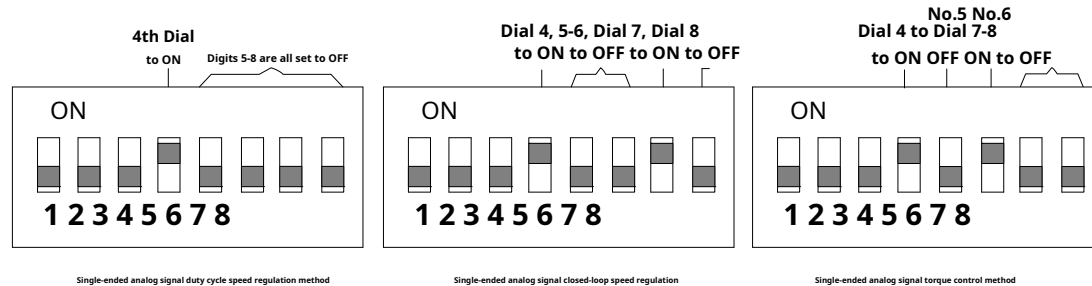 4th Dial
to ON
Digits 5-8 are all set to OFF
ON
1 2 3 4 5 6 7 8
Single-ended analog signal duty cycle speed regulation method
Dial 4, 5-6, Dial 7, Dial 8
to ON to OFF to ON to OFF
ON
1 2 3 4 5 6 7 8
Single-ended analog signal closed-loop speed regulation
No.5 No.6
Dial 4 to Dial 7-8
to ON OFF ON to OFF
ON
1 2 3 4 5 6 7 8
Single-ended analog signal torque control method